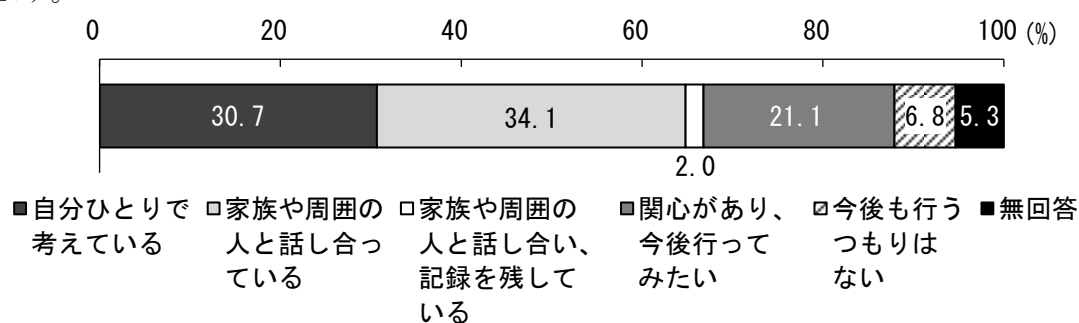 0 20 40 60 80 100 (%)
30.7 34.1 2.0 21.1 6.8 5.3
自分ひとりで
考えている
家族や周囲の
人と話し合っ
ている
家族や周囲の
人と話し合い、
記録を残して
いる
関心があり、
今後行って
みたい
今後も行う
つもりは
ない
無回答